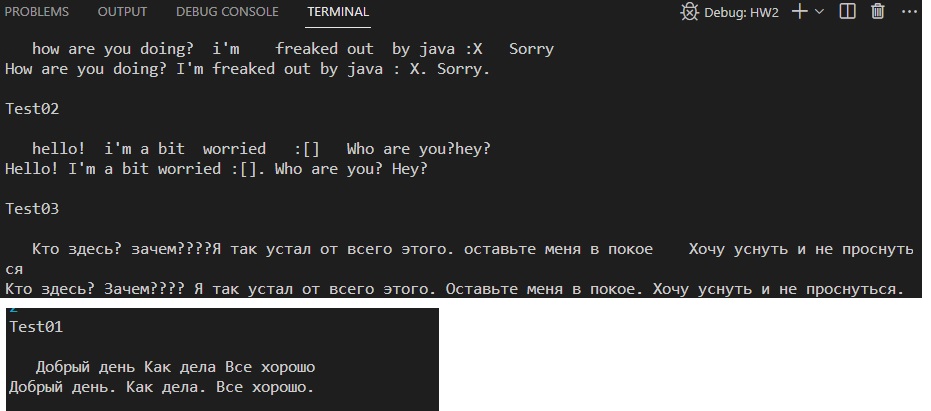 PROBLEMS OUTPUT DEBUG CONSOLE TERMINAL Debug: HW2
how are you doing?  i'm    freaked out  by java :X   Sorry
How are you doing? I'm freaked out by java : X. Sorry.
Test02
hello!  i'm a bit  worried   :[]   Who are you?hey?
Hello! I'm a bit worried :[]. Who are you? Hey?
Test03
Кто здесь? зачем????Я так устал от всего этого. оставьте меня в покое    Хочу уснуть и не проснуть
ся
Кто здесь? Зачем???? Я так устал от всего этого. Оставьте меня в покое. Хочу уснуть и не проснуться.
Test01
Добрый день Как дела Все хорошо
Добрый день. Как дела. Все хорошо.